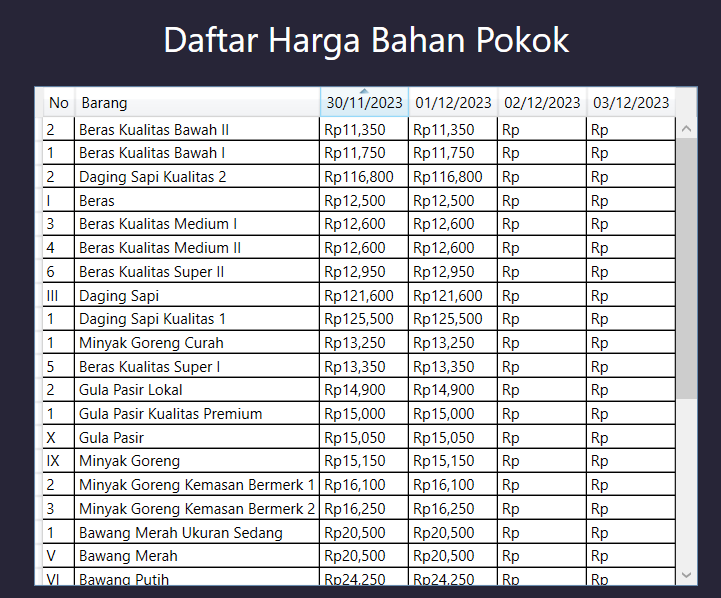 Daftar Harga Bahan Pokok
No Barang 30/11/2023 01/12/2023 02/12/2023 03/12/2023
2 Beras Kualitas Bawah II Rp11,350 Rp11,350 Rp Rp
1 Beras Kualitas Bawah I Rp11,750 Rp11,750 Rp Rp
2 Daging Sapi Kualitas 2 Rp116,800 Rp116,800 Rp Rp
I Beras Rp12,500 Rp12,500 Rp Rp
3 Beras Kualitas Medium I Rp12,600 Rp12,600 Rp Rp
4 Beras Kualitas Medium II Rp12,600 Rp12,600 Rp Rp
6 Beras Kualitas Super II Rp12,950 Rp12,950 Rp Rp
III Daging Sapi Rp121,600 Rp121,600 Rp Rp
1 Daging Sapi Kualitas 1 Rp125,500 Rp125,500 Rp Rp
1 Minyak Goreng Curah Rp13,250 Rp13,250 Rp Rp
5 Beras Kualitas Super I Rp13,350 Rp13,350 Rp Rp
2 Gula Pasir Lokal Rp14,900 Rp14,900 Rp Rp
1 Gula Pasir Kualitas Premium Rp15,000 Rp15,000 Rp Rp
X Gula Pasir Rp15,050 Rp15,050 Rp Rp
IX Minyak Goreng Rp15,150 Rp15,150 Rp Rp
2 Minyak Goreng Kemasan Bermerk 1 Rp16,100 Rp16,100 Rp Rp
3 Minyak Goreng Kemasan Bermerk 2 Rp16,250 Rp16,250 Rp Rp
1 Bawang Merah Ukuran Sedang Rp20,500 Rp20,500 Rp Rp
V Bawang Merah Rp20,500 Rp20,500 Rp Rp
VI Bawang Putih Rp24,250 Rp24,250 Rp Rp